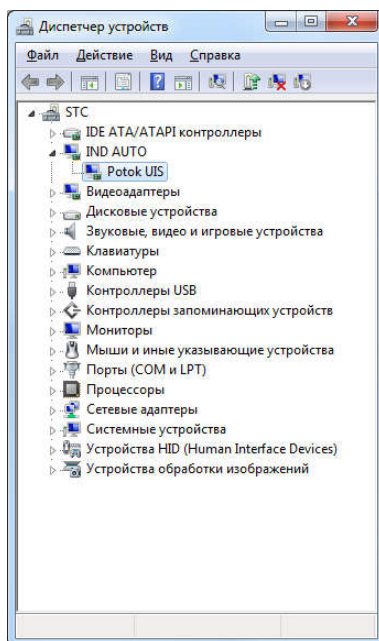 Диспетчер устройств
Файл Действие Вид Справка
STC
IDE ATA/ATAPI контроллеры
IND AUTO
Potok UIS
Видеоадаптеры
Дисковые устройства
Звуковые, видео и игровые устройства
Клавиатуры
Компьютер
Контроллеры USB
Контроллеры запоминающих устройств
Мониторы
Мыши и иные указывающие устройства
Порты (COM и LPT)
Процессоры
Сетевые адаптеры
Системные устройства
Устройства HID (Human Interface Devices)
Устройства обработки изображений